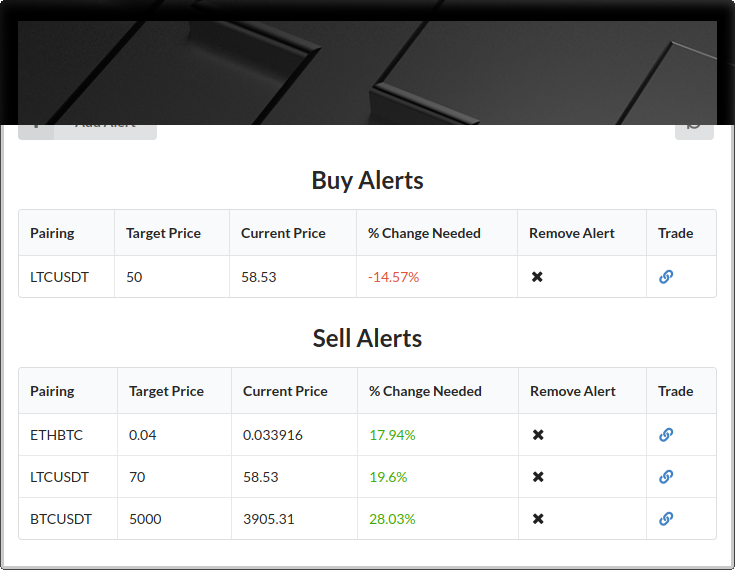 Buy Alerts
Pairing Target Price Current Price % Change Needed Remove Alert Trade
LTCUSDT 50 58.53 -14.57%
Sell Alerts
Pairing Target Price Current Price % Change Needed Remove Alert Trade
ETHBTC 0.04 0.033916 17.94%
LTCUSDT 70 58.53 19.6%
BTCUSDT 5000 3905.31 28.03%